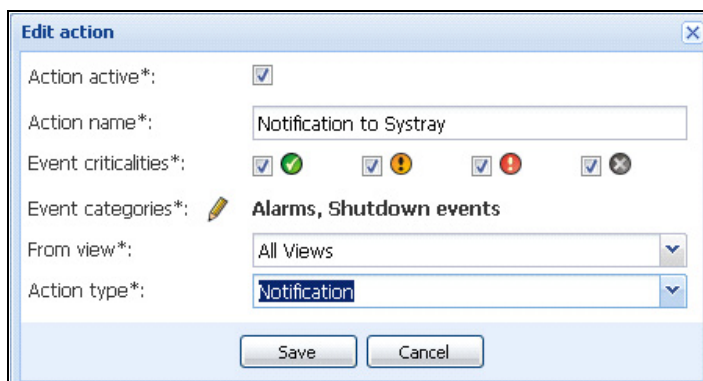 Edit action
Action active*:
Action name*: Notification to Systray
Event criticalities*:
Event categories*: Alarms, Shutdown events
From view*: All Views
Action type*: Notification
Save Cancel